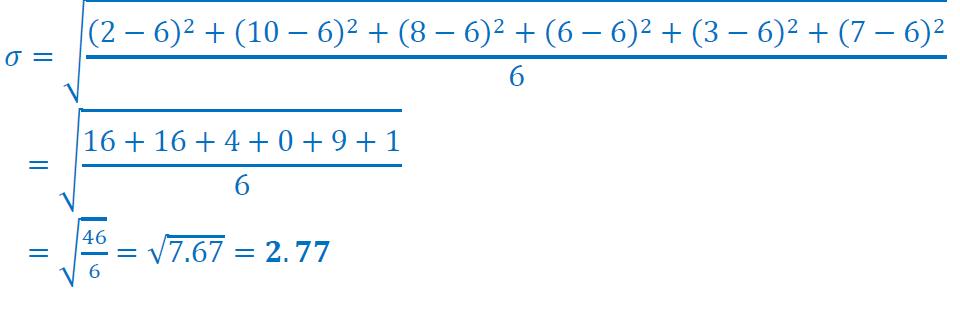 σ = √((2 − 6)² + (10 − 6)² + (8 − 6)² + (6 − 6)² + (3 − 6)² + (7 − 6)² / 6)
= √(16 + 16 + 4 + 0 + 9 + 1 / 6)
= √(46/6) = √7.67 = 2.77